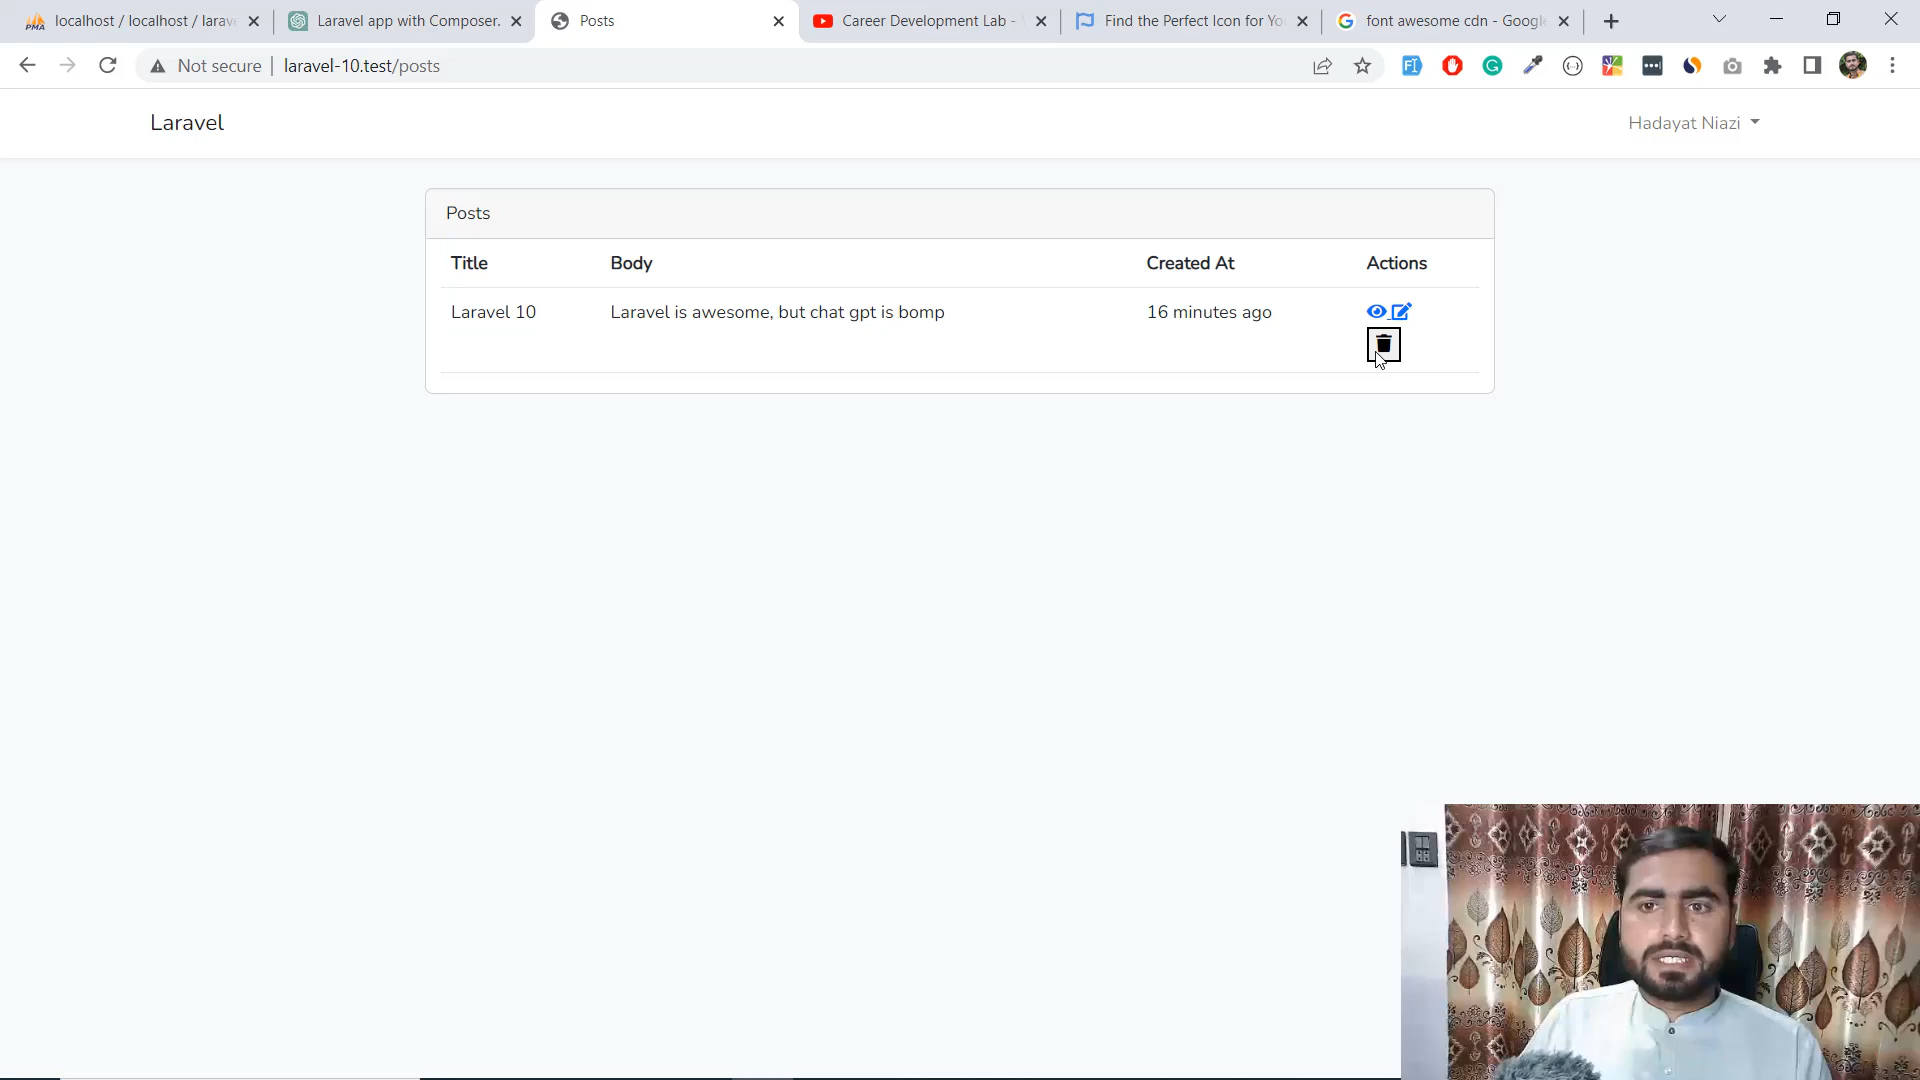 localhost / localhost / larave
Laravel app with Composer.
Posts
Career Development Lab -
Find the Perfect Icon for Yo
font awesome cdn - Google
Not secure
laravel-10.test/posts
Laravel
Hadayat Niazi
Posts
Title Body Created At Actions
Laravel 10 Laravel is awesome, but chat gpt is bomp 16 minutes ago